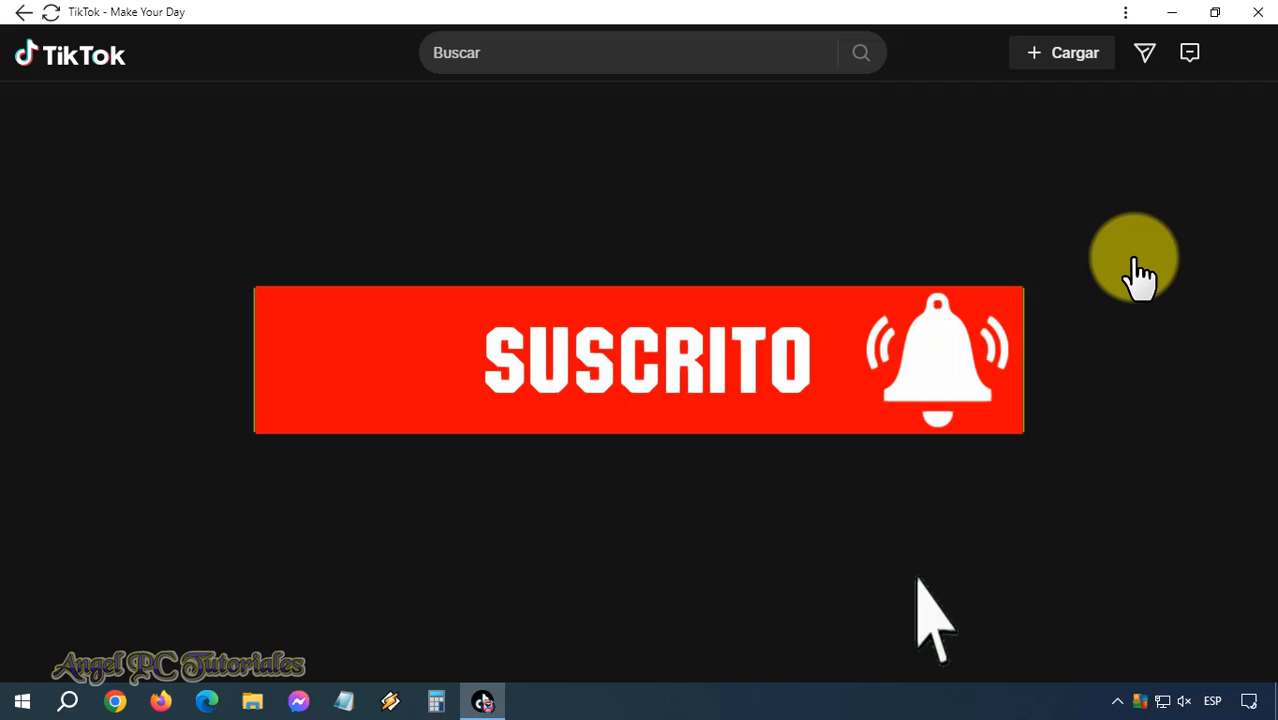 TikTok - Make Your Day
TikTok
Buscar
Cargar
SUSCRITO
Angel PC Tutoriales
ESP